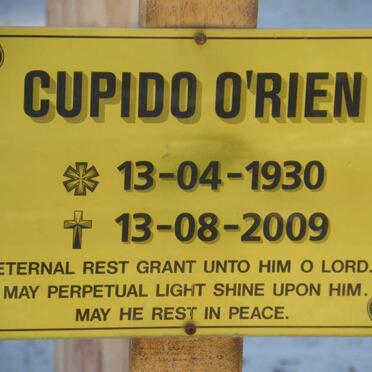 CUPIDO O'RIEN
13-04-1930
13-08-2009
ETERNAL REST GRANT UNTO HIM O LORD.
MAY PERPETUAL LIGHT SHINE UPON HIM.
MAY HE REST IN PEACE.